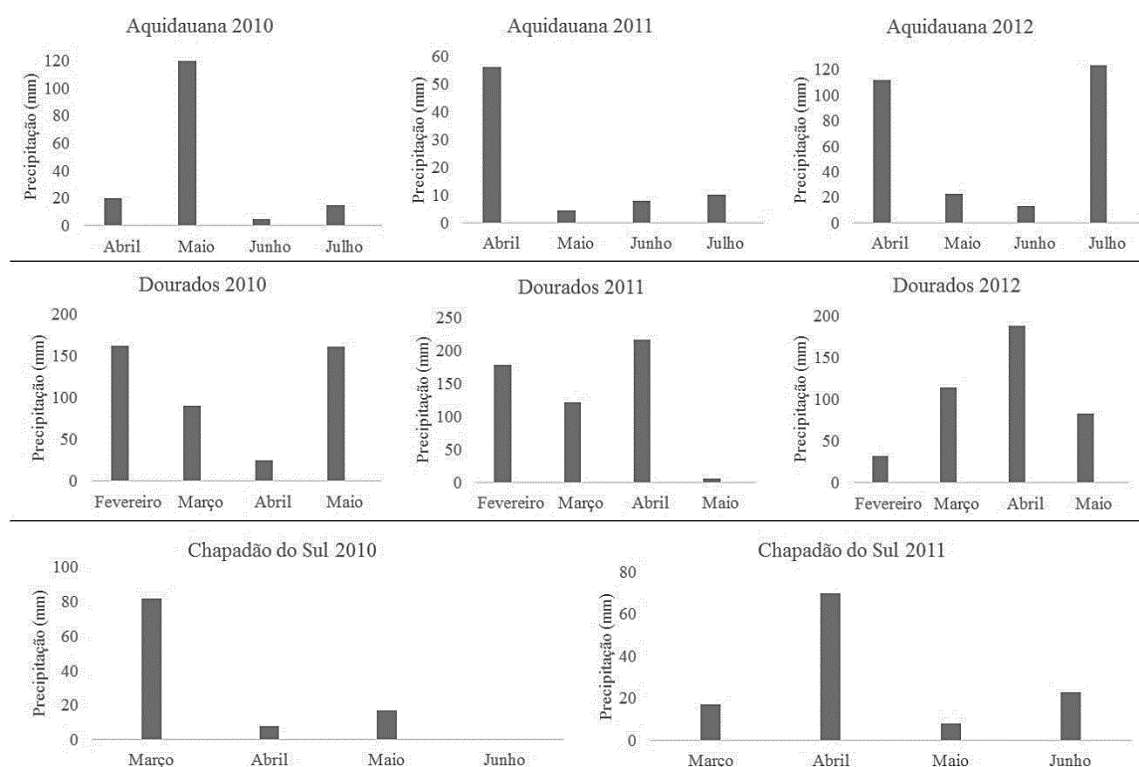 Aquidauana 2010
Precipitação (mm)
120
100
80
60
40
20
0
Abril Maio Junho Julho
Aquidauana 2011
Precipitação (mm)
60
50
40
30
20
10
0
Abril Maio Junho Julho
Aquidauana 2012
Precipitação (mm)
120
100
80
60
40
20
0
Abril Maio Junho Julho
Dourados 2010
Precipitação (mm)
200
150
100
50
0
Fevereiro Março Abril Maio
Dourados 2011
Precipitação (mm)
250
200
150
100
50
0
Fevereiro Março Abril Maio
Dourados 2012
Precipitação (mm)
200
150
100
50
0
Fevereiro Março Abril Maio
Chapadão do Sul 2010
Precipitação (mm)
100
80
60
40
20
0
Março Abril Maio Junho
Chapadão do Sul 2011
Precipitação (mm)
80
60
40
20
0
Março Abril Maio Junho